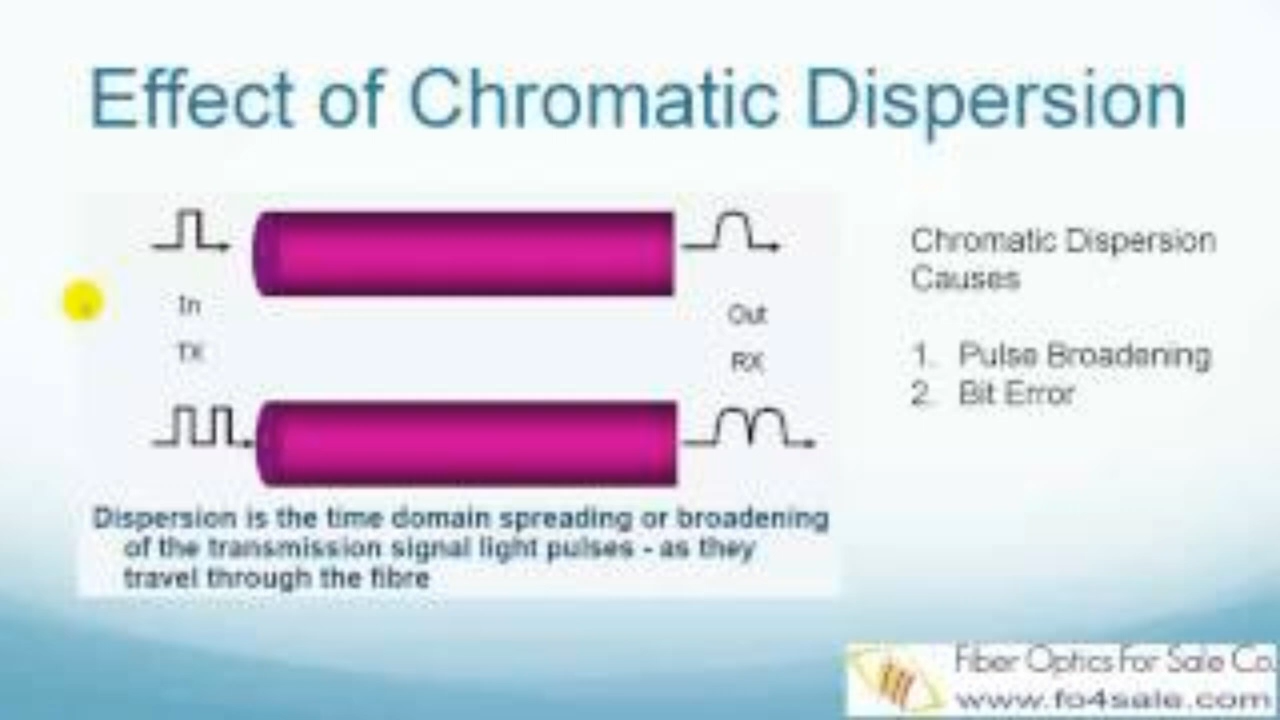 Effect of Chromatic Dispersion
In
TX
Out
RX
Dispersion is the time domain spreading or broadening
of the transmission signal light pulses - as they
travel through the fibre
Chromatic Dispersion
Causes
1. Pulse Broadening
2. Bit Error
Fiber Optics For Sale Co.
www.fo4sale.com